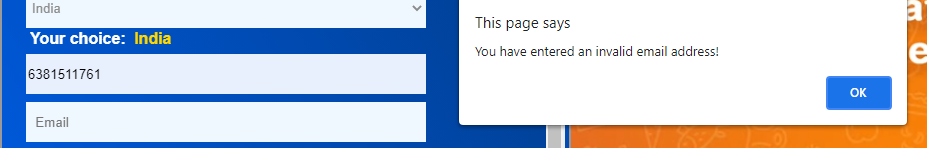 India
Your choice: India
6381511761
Email
This page says
You have entered an invalid email address!
OK